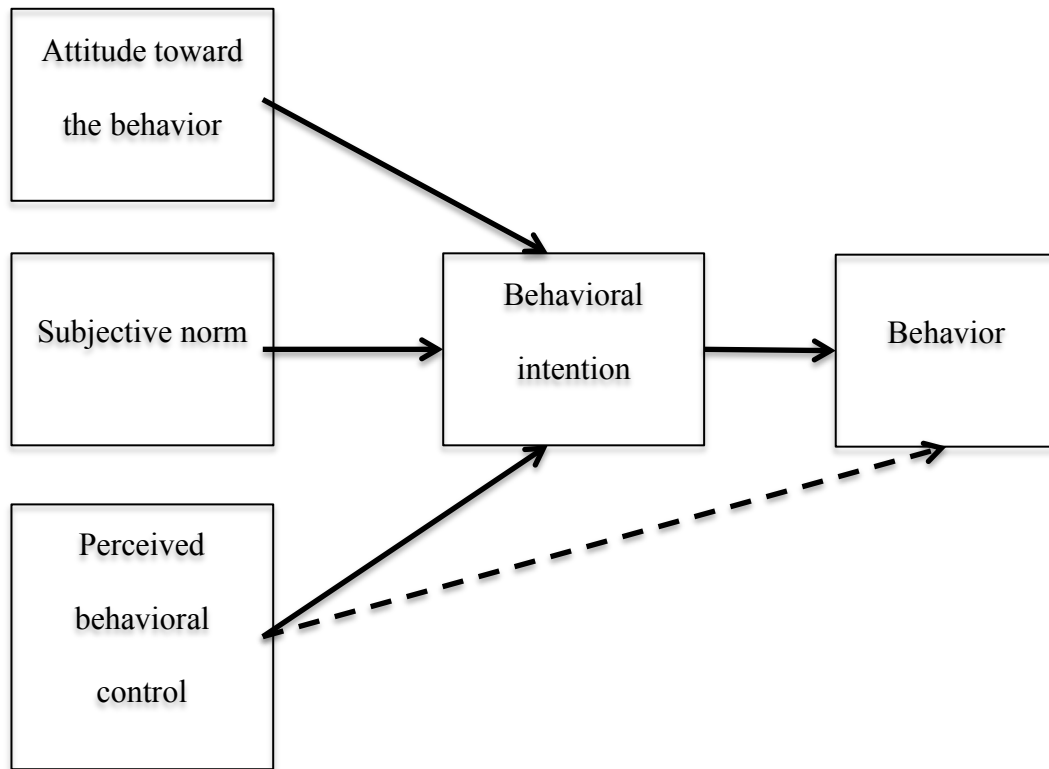 Attitude toward
the behavior
Subjective norm
Behavioral
intention
Behavior
Perceived
behavioral
control